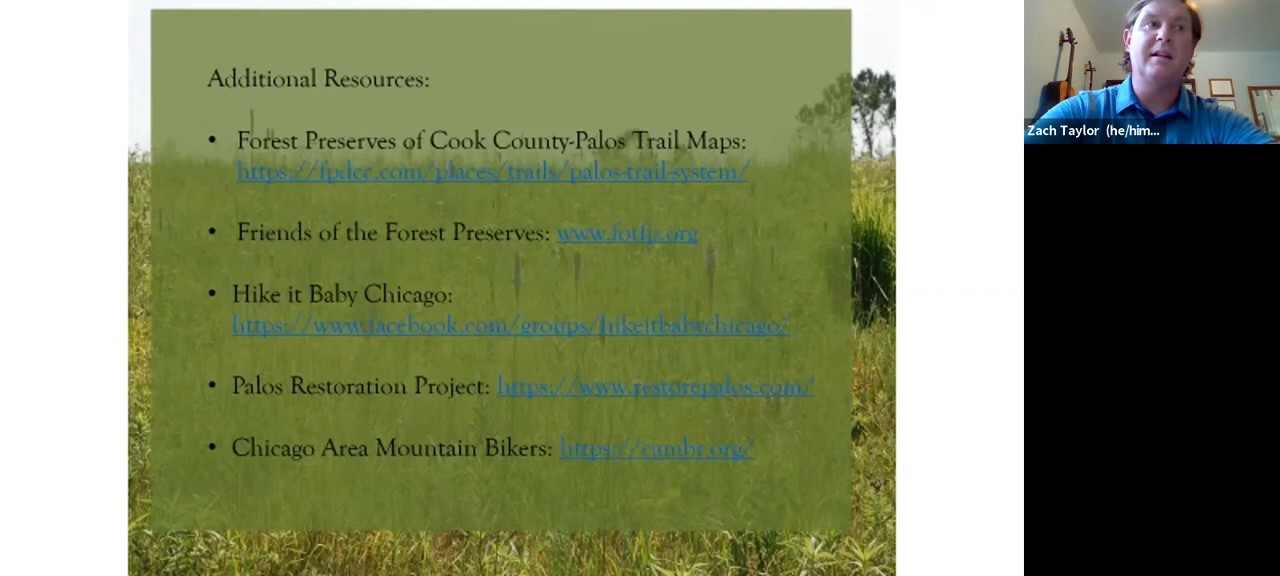 Additional Resources:
• Forest Preserves of Cook County-Palos Trail Maps:
https://fpdcc.com/places/trails/palos-trail-system/
• Friends of the Forest Preserves: www.fotfp.org
• Hike it Baby Chicago:
https://www.facebook.com/groups/hikeitbabychicago/
• Palos Restoration Project: https://www.restorepalos.com/
• Chicago Area Mountain Bikers: https://cambr.org/
Zach Taylor (he/him...